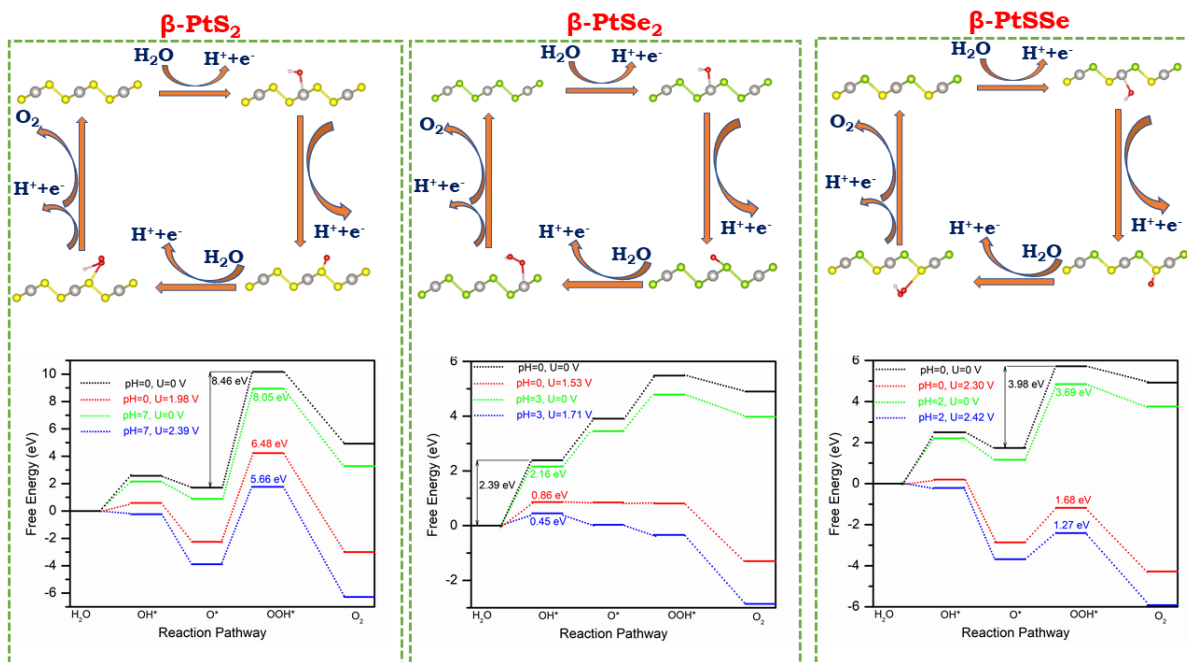 β-PtS₂
H₂O
H⁺+e⁻
O₂
H⁺+e⁻
H⁺+e⁻
H⁺+e⁻
H₂O
10
8
6
4
2
0
-2
-4
-6
Free Energy (eV)
pH=0, U=0 V
pH=0, U=1.98 V
pH=7, U=0 V
pH=7, U=2.39 V
8.46 eV
8.05 eV
6.48 eV
5.66 eV
H₂O
OH*
O*
OOH*
O₂
Reaction Pathway
β-PtSe₂
H₂O
H⁺+e⁻
O₂
H⁺+e⁻
H⁺+e⁻
H⁺+e⁻
H₂O
6
4
2
0
-2
Free Energy (eV)
pH=0, U=0 V
pH=0, U=1.53 V
pH=3, U=0 V
pH=3, U=1.71 V
2.39 eV
2.16 eV
0.86 eV
0.45 eV
H₂O
OH*
O*
OOH*
O₂
Reaction Pathway
β-PtSSe
H₂O
H⁺+e⁻
O₂
H⁺+e⁻
H⁺+e⁻
H⁺+e⁻
H₂O
6
4
2
0
-2
-4
-6
Free Energy (eV)
pH=0, U=0 V
pH=0, U=2.30 V
pH=2, U=0 V
pH=2, U=2.42 V
3.98 eV
3.69 eV
1.68 eV
1.27 eV
H₂O
OH*
O*
OOH*
O₂
Reaction Pathway